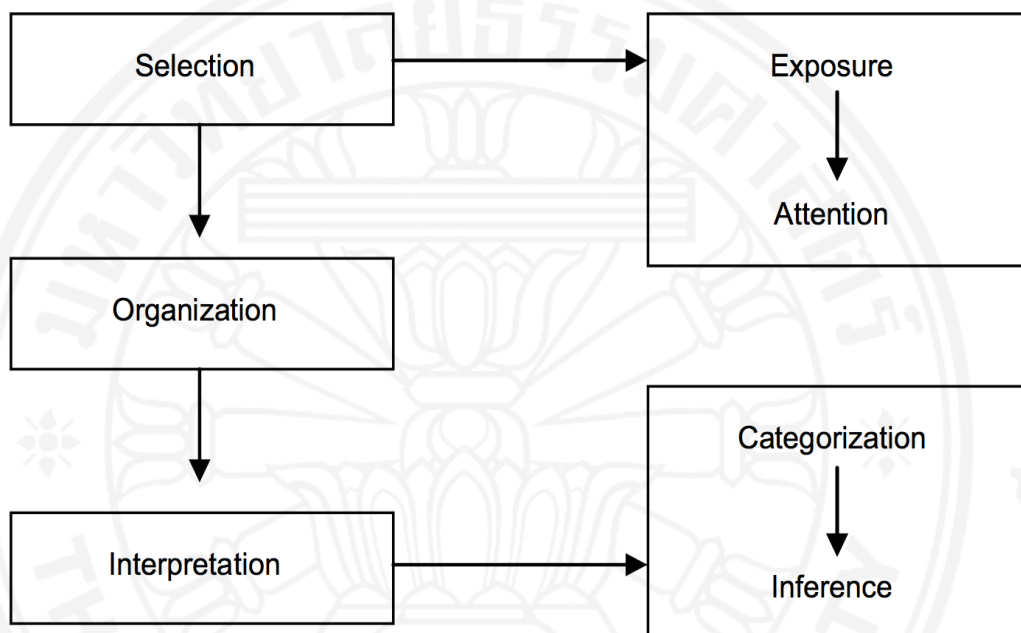 Selection
Exposure
Attention
Organization
Categorization
Interpretation
Inference